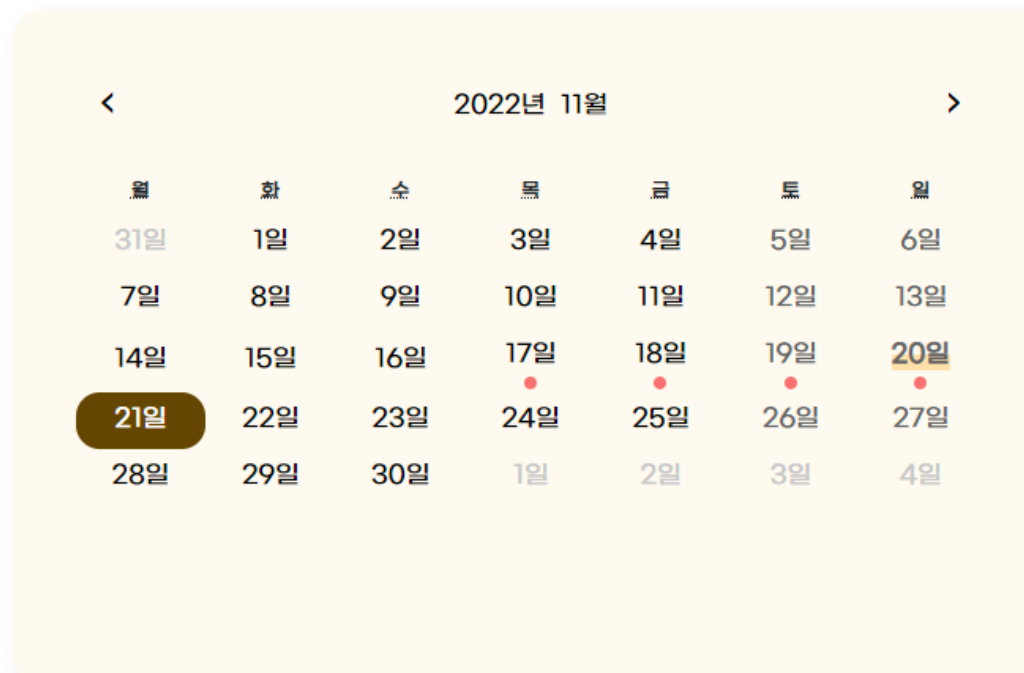 < 2022년 11월 >
월 화 수 목 금 토 일
31일 1일 2일 3일 4일 5일 6일
7일 8일 9일 10일 11일 12일 13일
14일 15일 16일 17일 18일 19일 20일
21일 22일 23일 24일 25일 26일 27일
28일 29일 30일 1일 2일 3일 4일